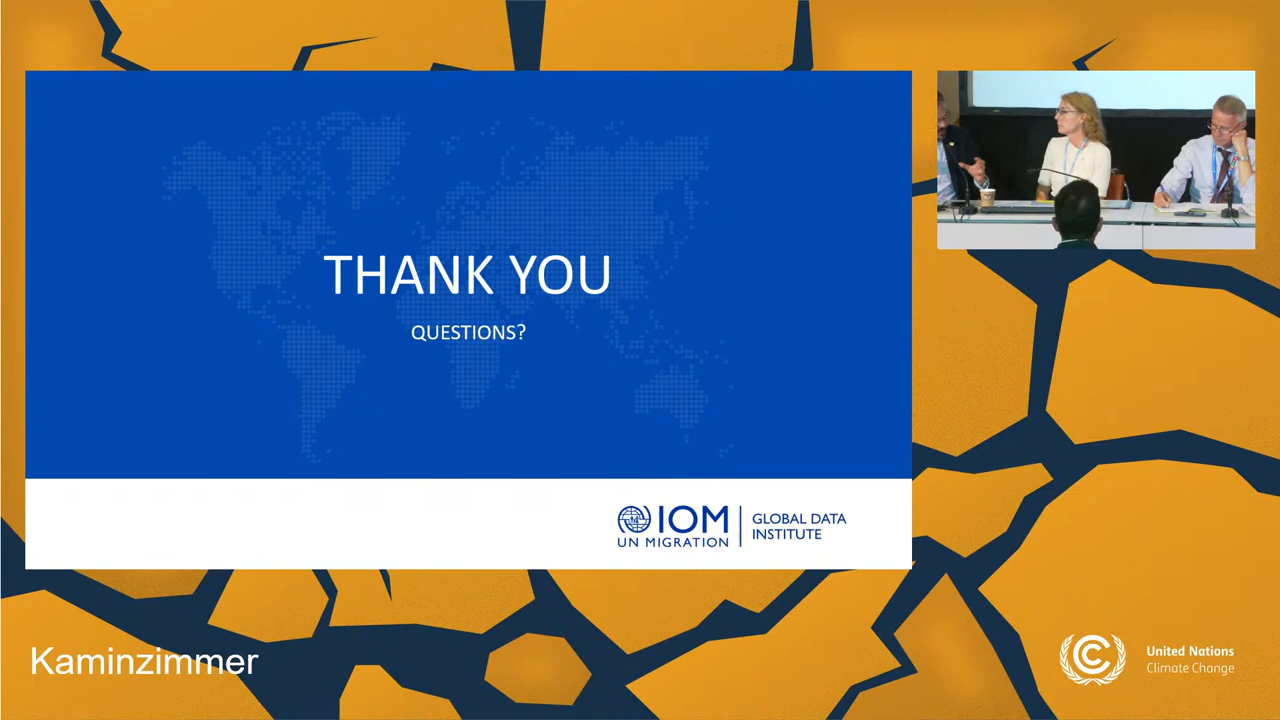 THANK YOU
QUESTIONS?
IOM
UN MIGRATION
GLOBAL DATA
INSTITUTE
Kaminzimmer
United Nations
Climate Change